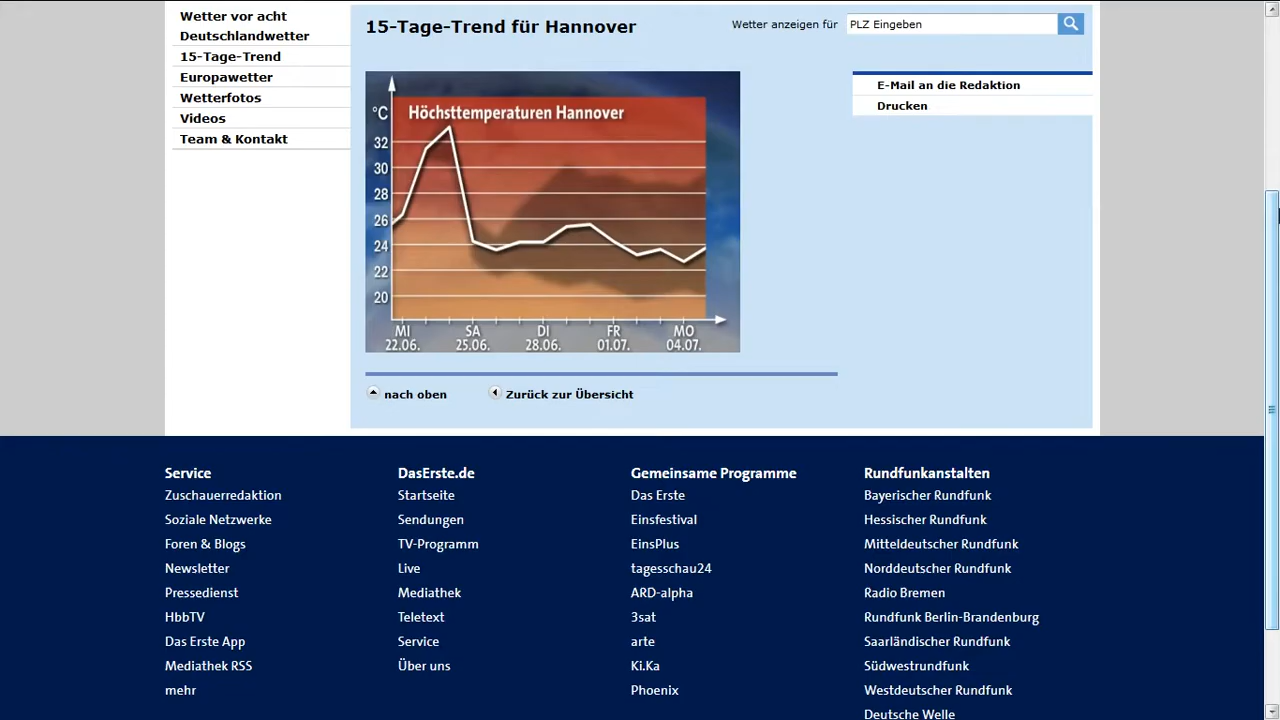 Wetter vor acht
Deutschlandwetter
15-Tage-Trend
Europawetter
Wetterfotos
Videos
Team & Kontakt
15-Tage-Trend für Hannover
Wetter anzeigen für PLZ Eingeben
E-Mail an die Redaktion
Drucken
°C Höchsttemperaturen Hannover
32
30
28
26
24
22
20
MI SA DI FR MO
22.06. 25.06. 28.06. 01.07. 04.07.
nach oben Zurück zur Übersicht
Service
Zuschauerredaktion
Soziale Netzwerke
Foren & Blogs
Newsletter
Pressedienst
HbbTV
Das Erste App
Mediathek RSS
mehr
DasErste.de
Startseite
Sendungen
TV-Programm
Live
Mediathek
Teletext
Service
Über uns
Gemeinsame Programme
Das Erste
Einsfestival
EinsPlus
tagesschau24
ARD-alpha
3sat
arte
Ki.Ka
Phoenix
Rundfunkanstalten
Bayerischer Rundfunk
Hessischer Rundfunk
Mitteldeutscher Rundfunk
Norddeutscher Rundfunk
Radio Bremen
Rundfunk Berlin-Brandenburg
Saarländischer Rundfunk
Südwestrundfunk
Westdeutscher Rundfunk
Deutsche Welle